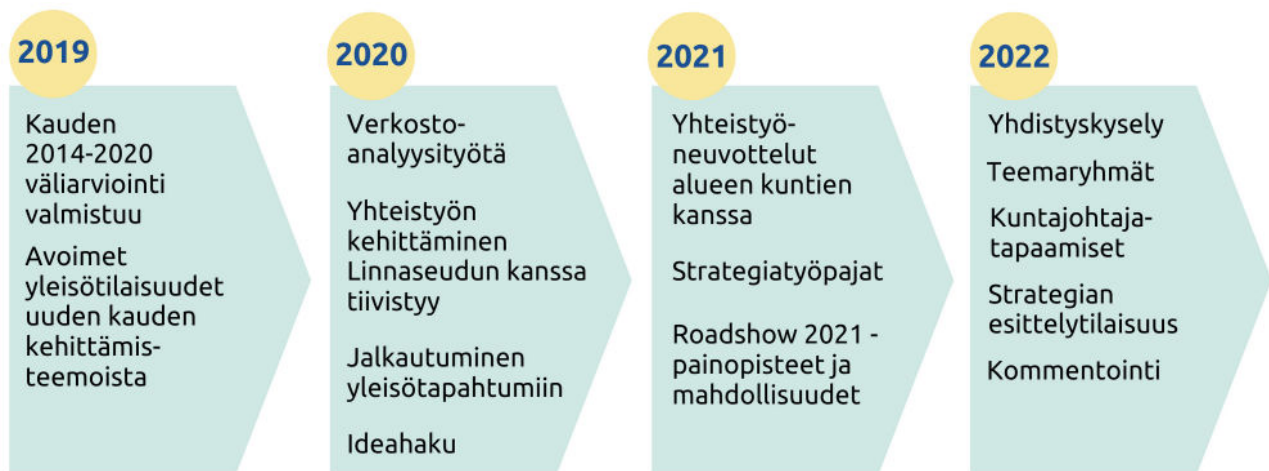 2019
Kauden
2014-2020
väliarviointi
valmistuu
Avoimet
yleisötilaisuudet
uuden kauden
kehittämis-
teemoista
2020
Verkosto-
analyysityötä
Yhteistyön
kehittäminen
Linnaseudun kanssa
tiivistyy
Jalkautuminen
yleisötapahtumiin
Ideahaku
2021
Yhteistyö-
neuvottelut
alueen kuntien
kanssa
Strategiatyöpajat
Roadshow 2021 -
painopisteet ja
mahdollisuudet
2022
Yhdistyskysely
Teemaryhmät
Kuntajohtaja-
tapaamiset
Strategian
esittelytilaisuus
Kommentointi